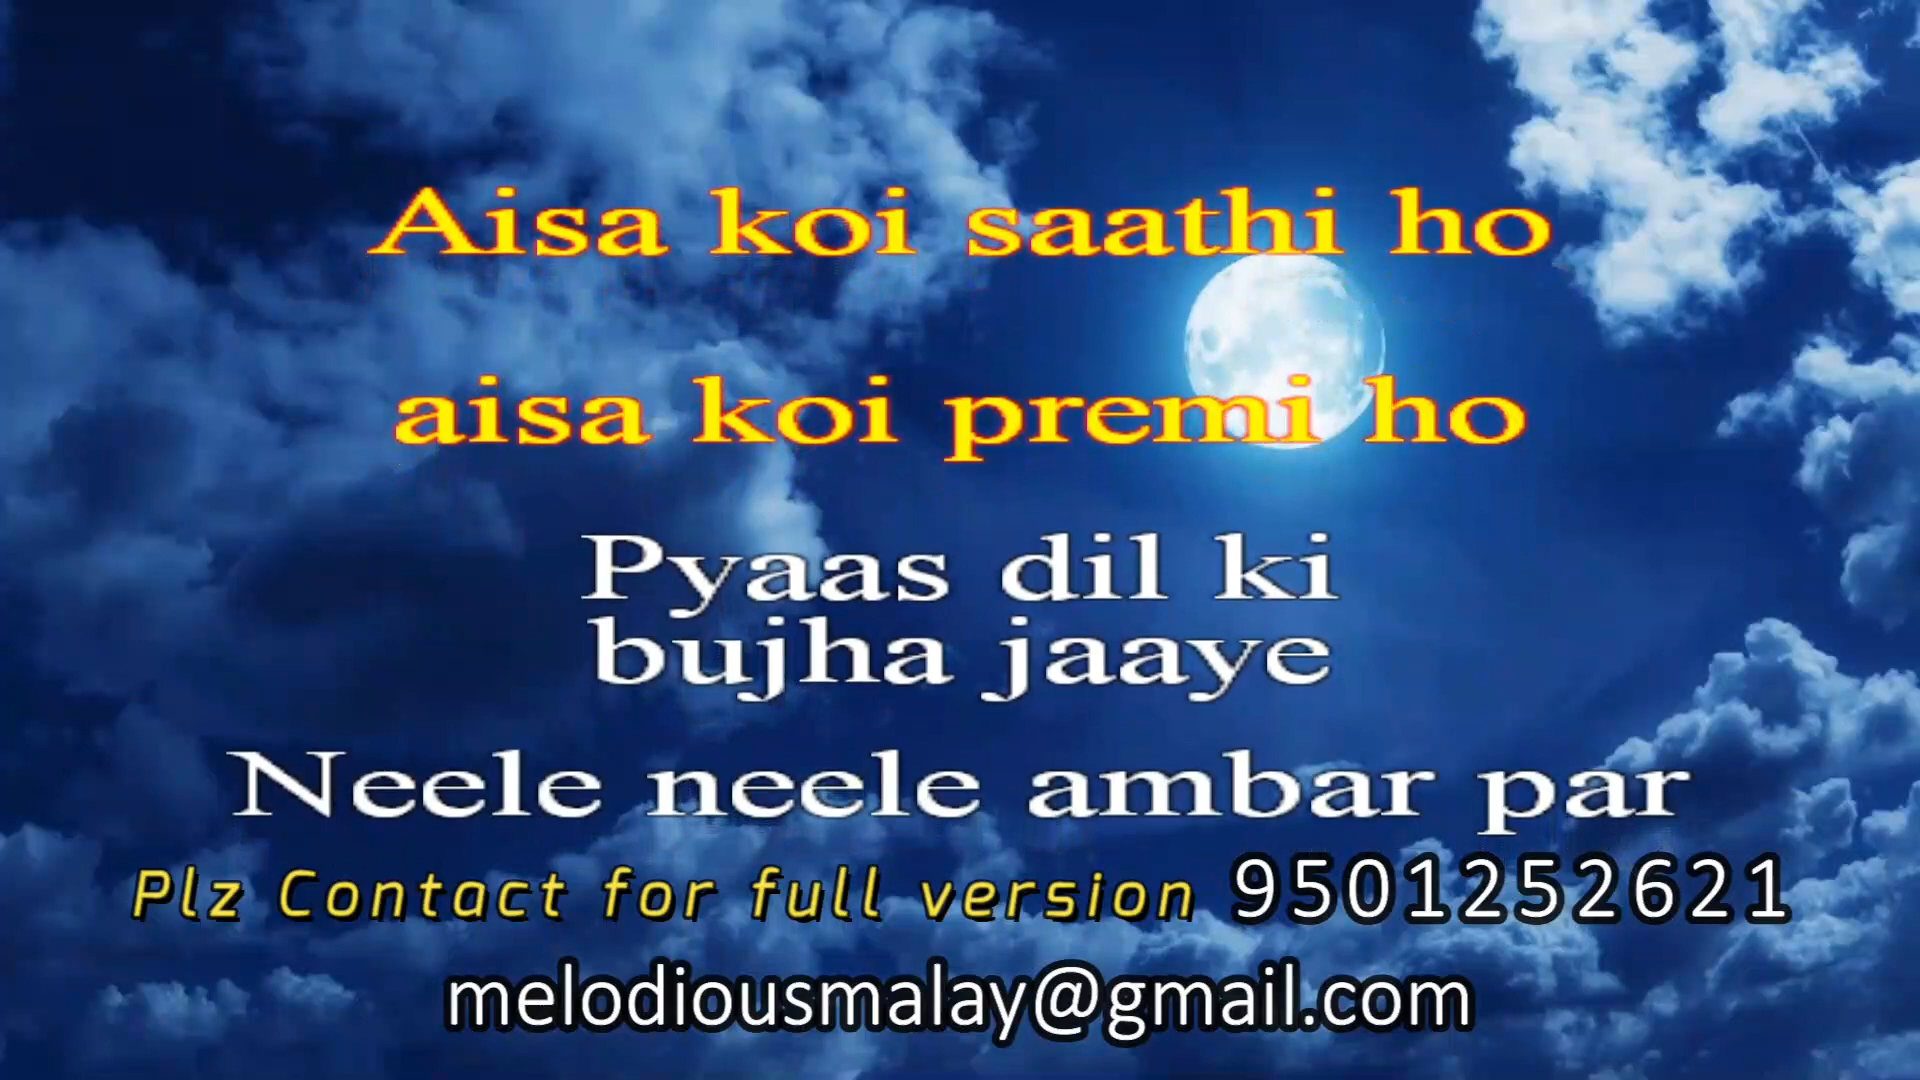 Aisa koi saathi ho
aisa koi premi ho
Pyaas dil ki
bujha jaaye
Neele neele ambar par
Plz Contact for full version 9501252621
melodiousmalay@gmail.com